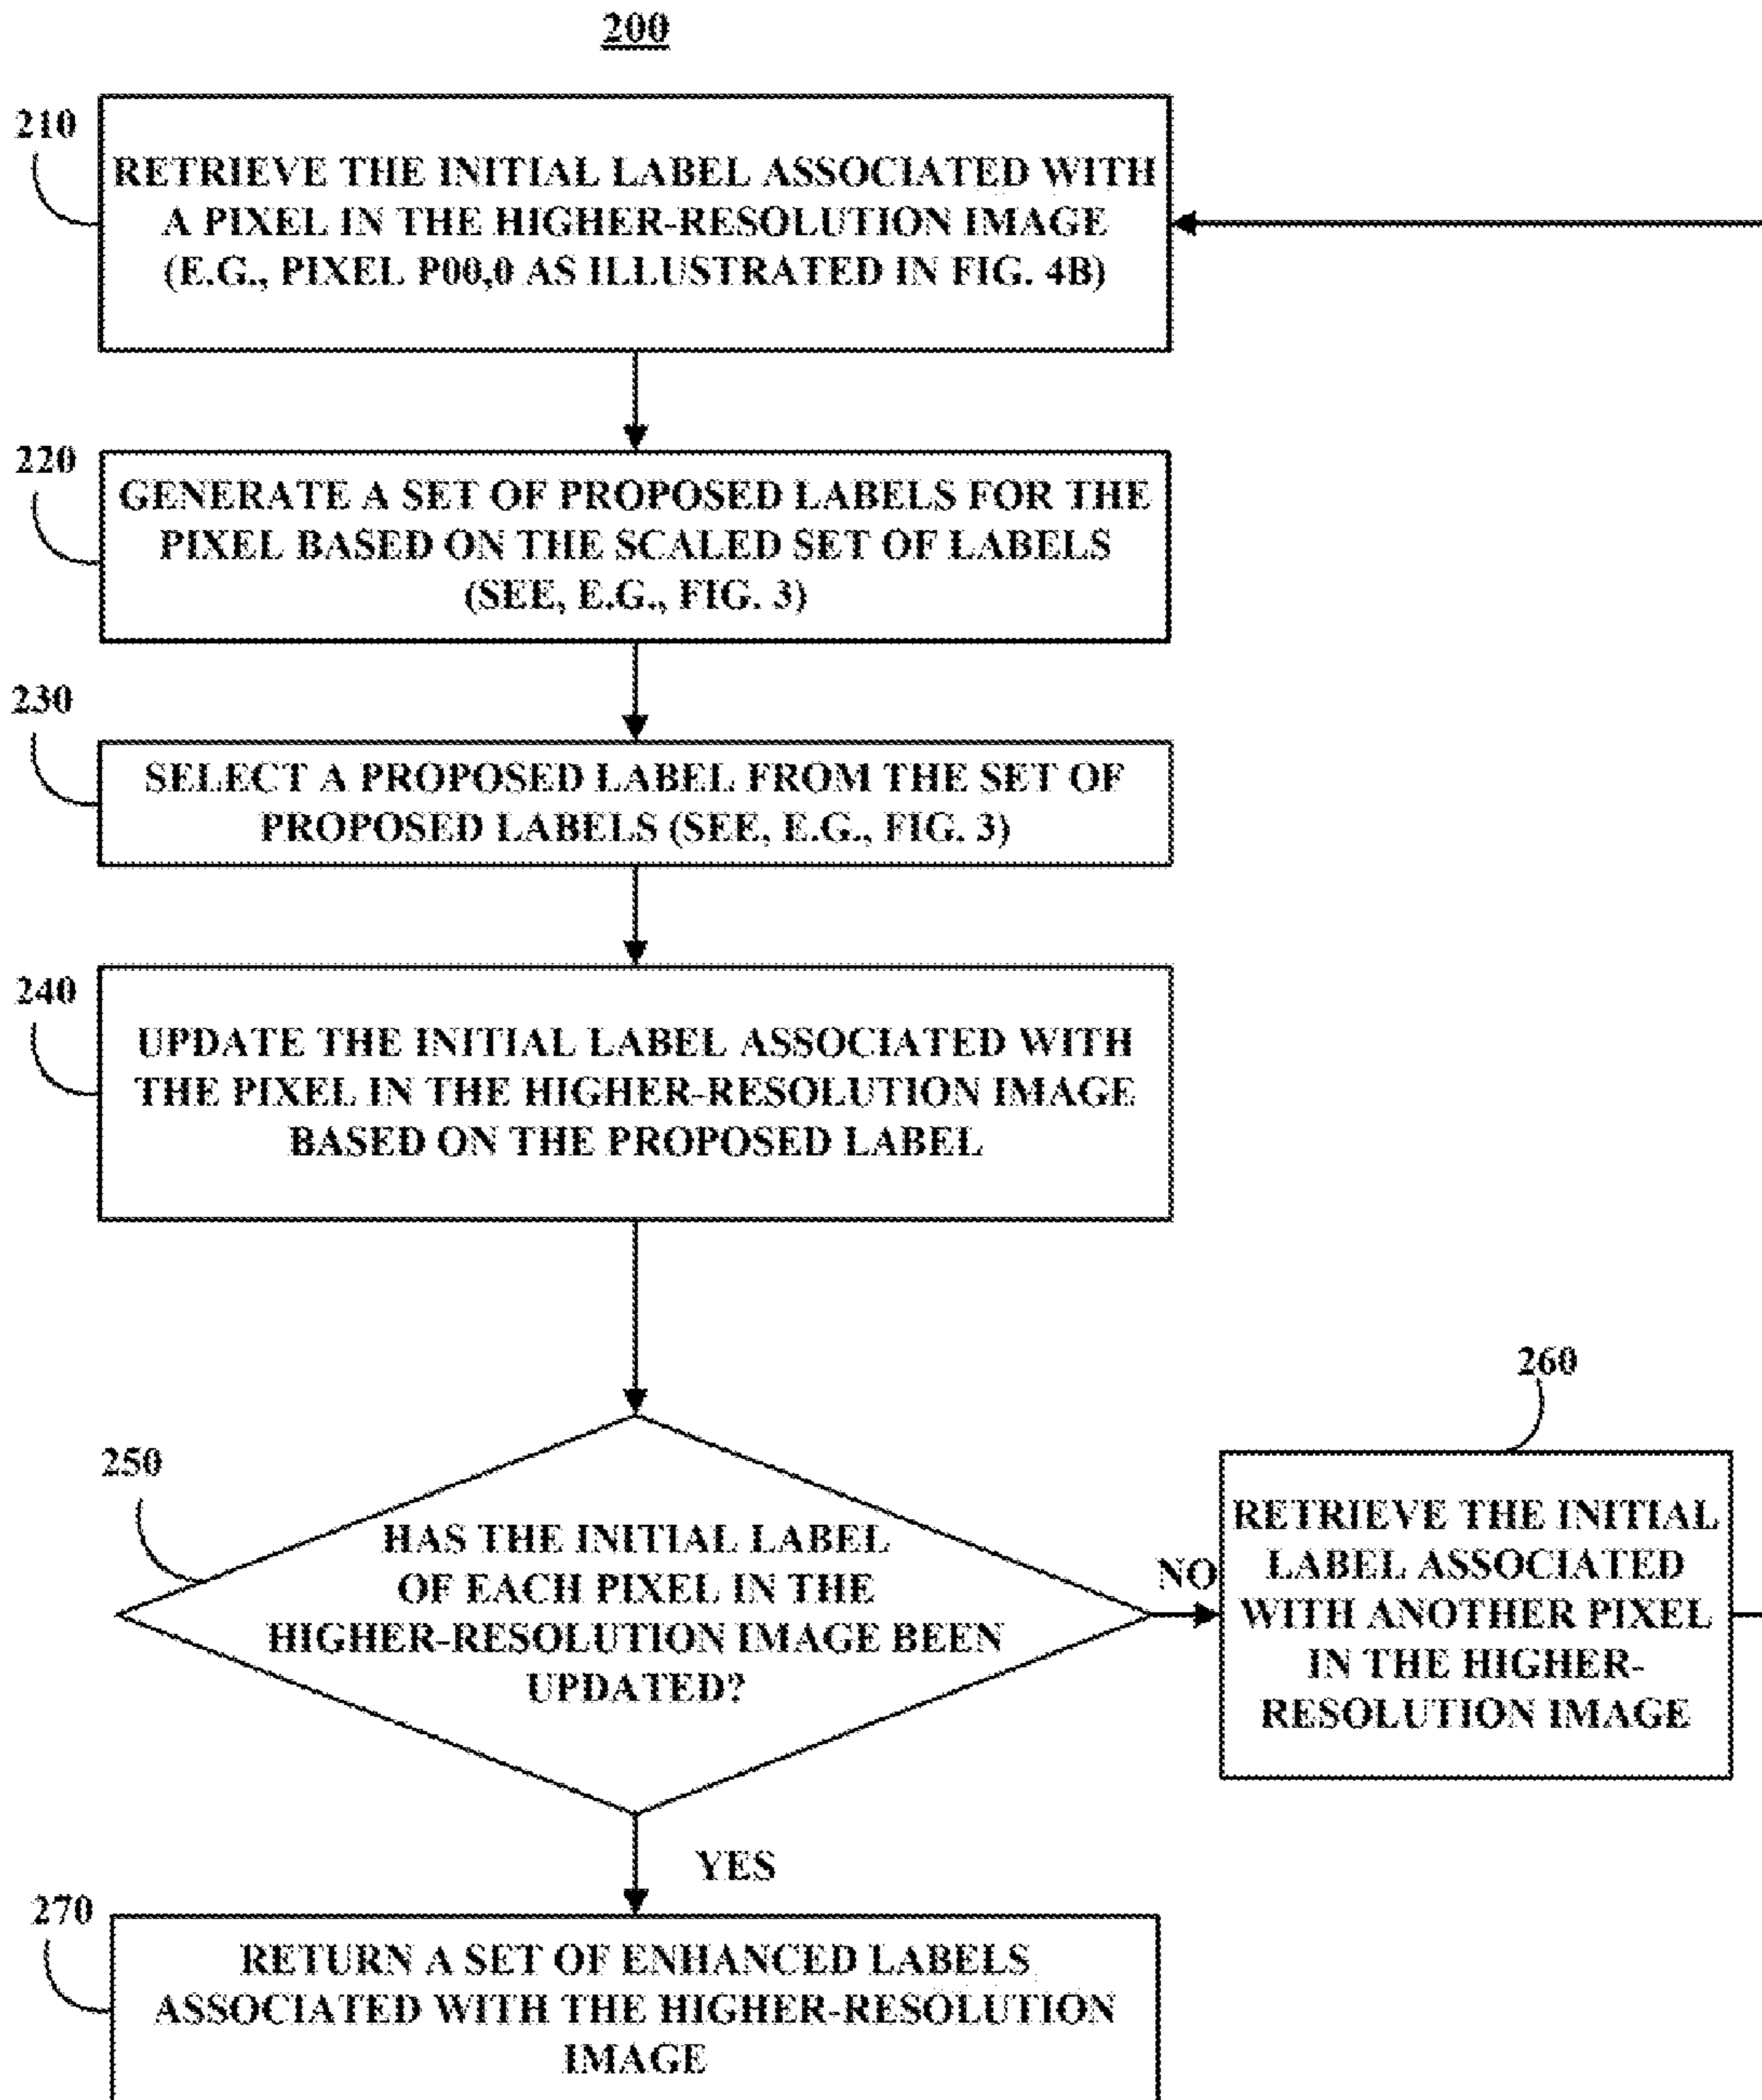 200
210
RETRIEVE THE INITIAL LABEL ASSOCIATED WITH
A PIXEL IN THE HIGHER-RESOLUTION IMAGE
(E.G., PIXEL P00,0 AS ILLUSTRATED IN FIG. 4B)
220
GENERATE A SET OF PROPOSED LABELS FOR THE
PIXEL BASED ON THE SCALED SET OF LABELS
(SEE, E.G., FIG. 3)
230
SELECT A PROPOSED LABEL FROM THE SET OF
PROPOSED LABELS (SEE, E.G., FIG. 3)
240
UPDATE THE INITIAL LABEL ASSOCIATED WITH
THE PIXEL IN THE HIGHER-RESOLUTION IMAGE
BASED ON THE PROPOSED LABEL
250
HAS THE INITIAL LABEL
OF EACH PIXEL IN THE
HIGHER-RESOLUTION IMAGE BEEN
UPDATED?
NO
260
RETRIEVE THE INITIAL
LABEL ASSOCIATED
WITH ANOTHER PIXEL
IN THE HIGHER-
RESOLUTION IMAGE
YES
270
RETURN A SET OF ENHANCED LABELS
ASSOCIATED WITH THE HIGHER-RESOLUTION
IMAGE